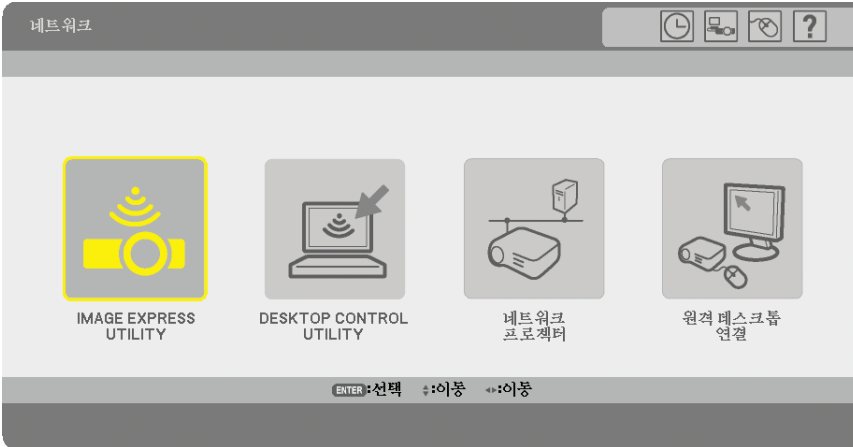 네트워크
IMAGE EXPRESS
UTILITY
DESKTOP CONTROL
UTILITY
네트워크
프로젝터
원격 데스크톱
연결
ENTER:선택 :이동 :이동